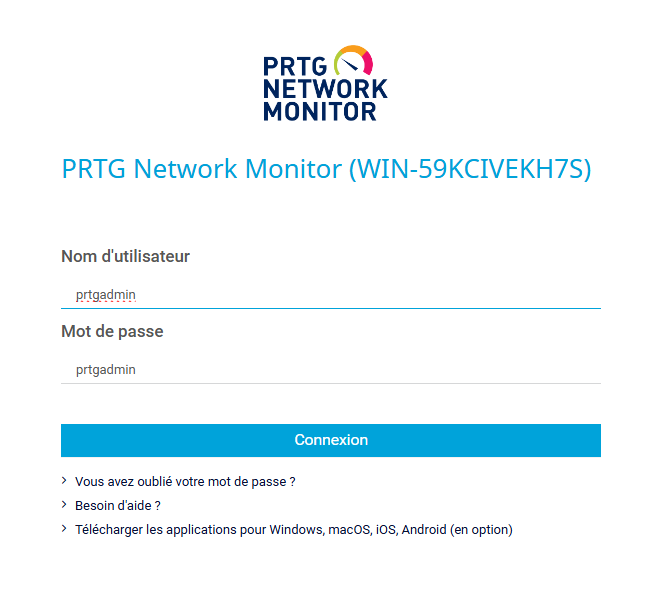 PRTG
NETWORK
MONITOR
PRTG Network Monitor (WIN-59KCIVEKH7S)
Nom d'utilisateur
prtgadmin
Mot de passe
prtgadmin
Connexion
Vous avez oublié votre mot de passe ?
Besoin d'aide ?
Télécharger les applications pour Windows, macOS, iOS, Android (en option)